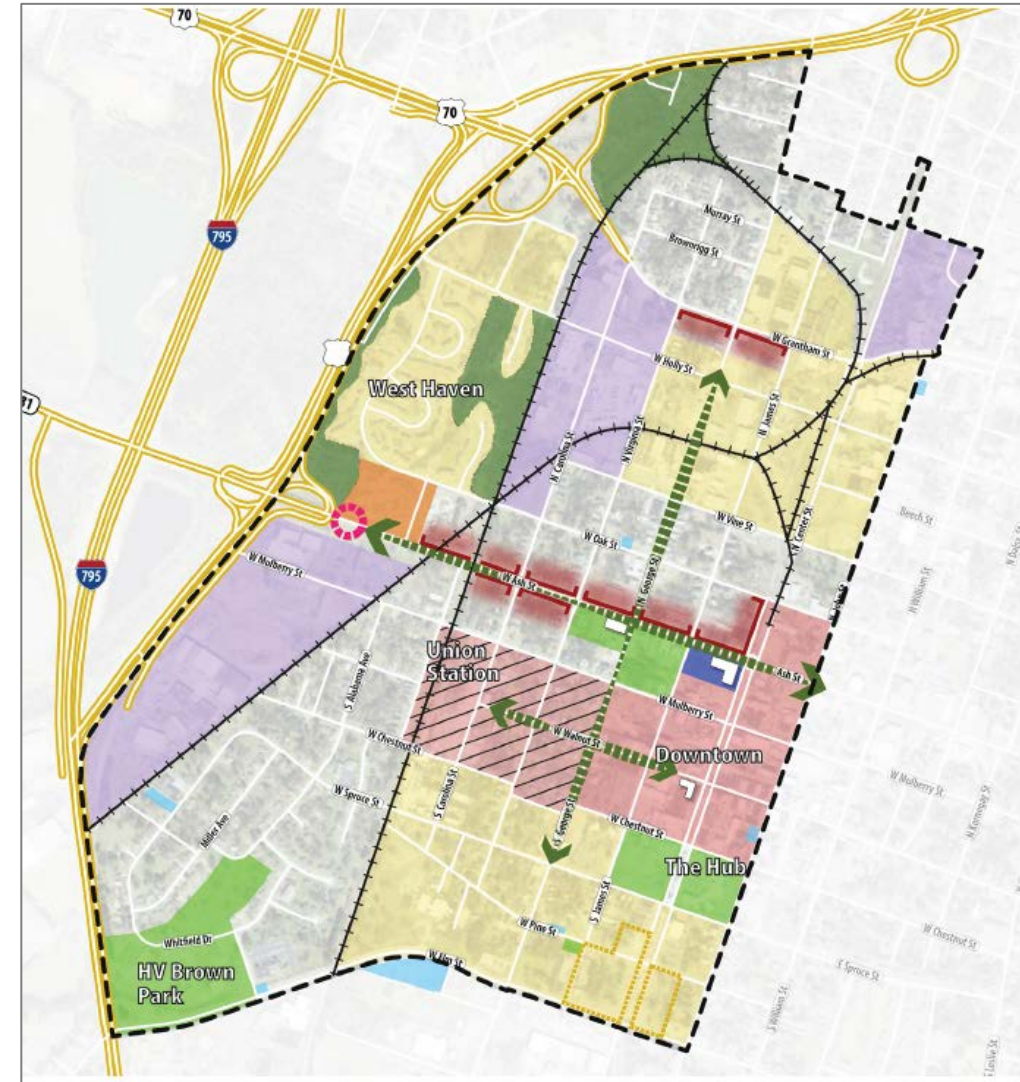 70
70
795
Murray St
Brownrigg St
W Grantham St
W Holly St
West Haven
N James St
N Carolina St
N Virginia St
W Vine St
N Center St
Beech St
W Oak St
N George St
N William St
795
W Mulberry St
W Ash St
Union
Station
Ash St
S Alabama Ave
W Mulberry St
W Walnut St
Downtown
W Chestnut St
W Mulberry St
N Kornegay St
W Spruce St
S Carolina St
S George St
W Chestnut St
Miller Ave
The Hub
S James St
W Pine St
W Chestnut St
Whitfield Dr
W Elm St
HV Brown
Park
E Spruce St
S William St
S Leslie St